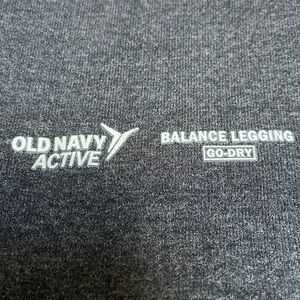 OLD NAVY
ACTIVE
BALANCE LEGGING
GO-DRY